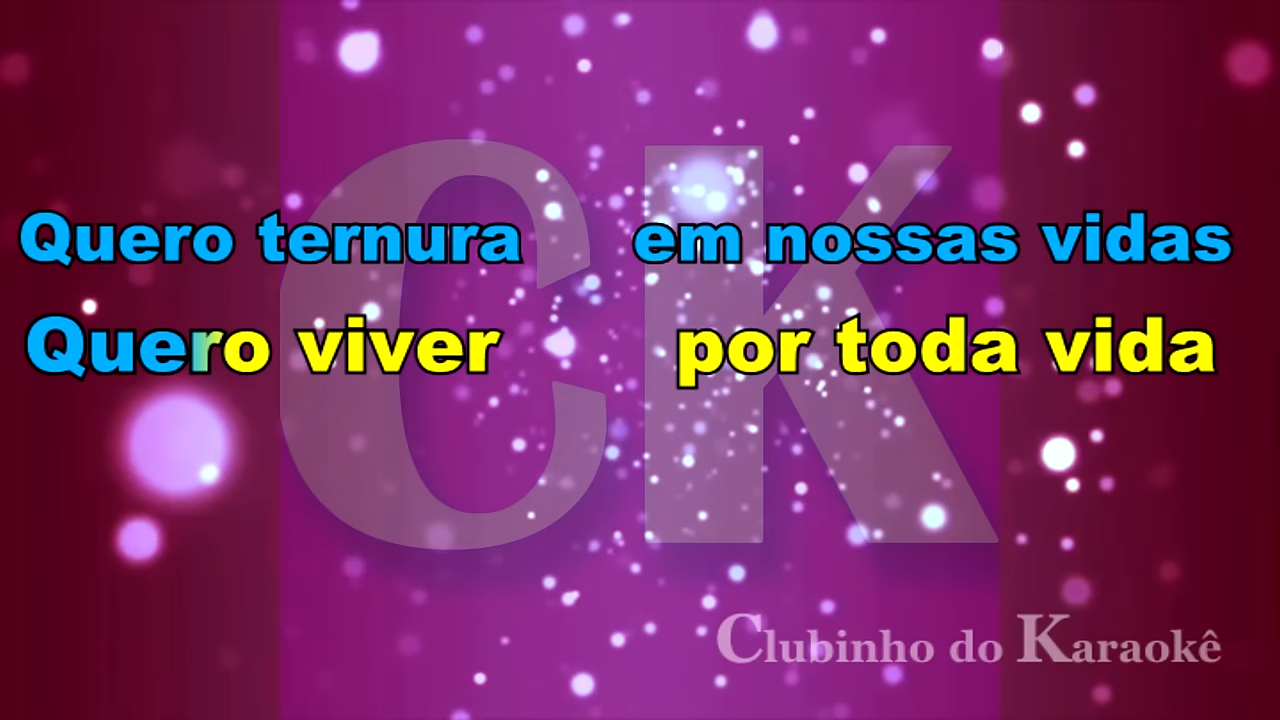 CK
Quero ternura em nossas vidas
Quero viver por toda vida
Clubinho do Karaokê